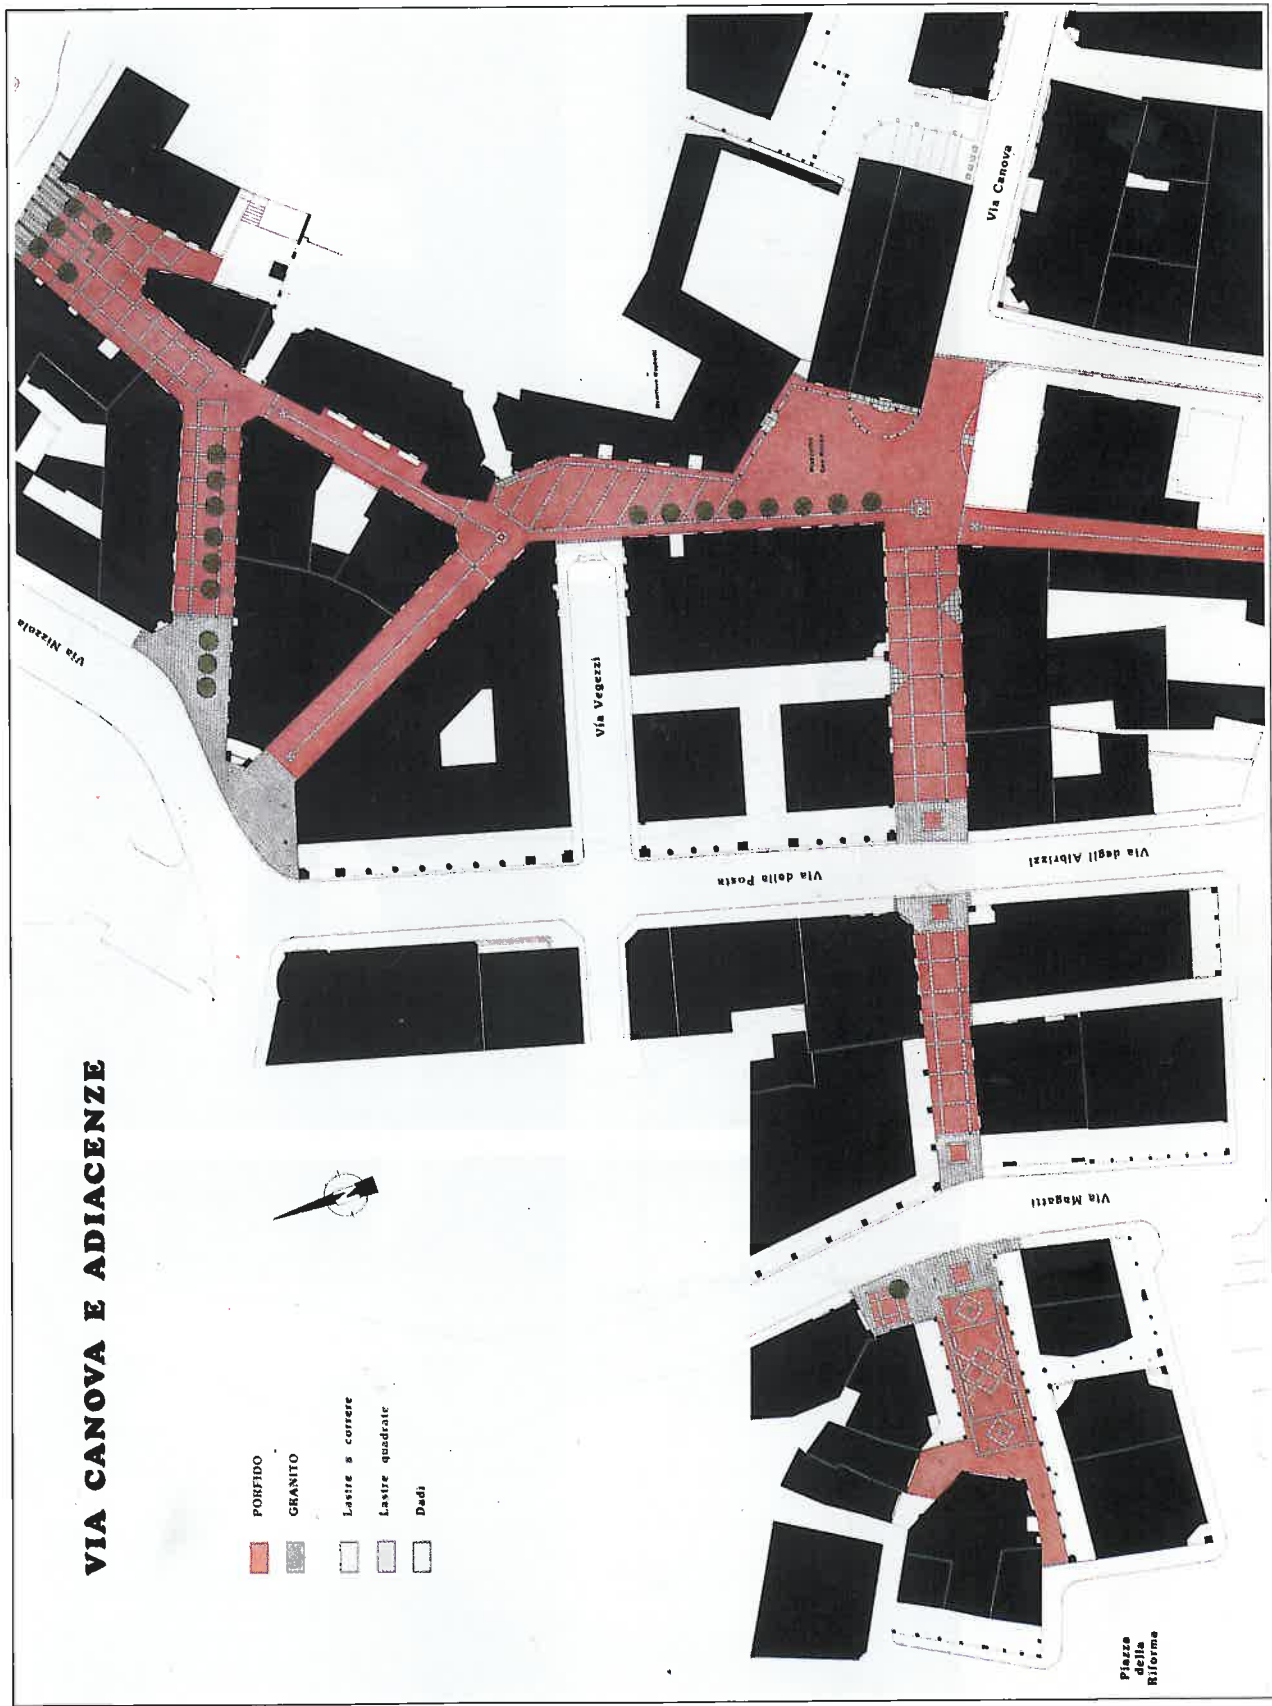 VIA CANOVA E ADIACENZE
PORFIDO
GRANITO
Lastre a correre
Lastre quadrate
Dadi
Via Nizzola
Via Vegezzi
Via della Posta
Via degli Albrizzi
Via Canova
Via Magatti
Piazza
della
Riforma